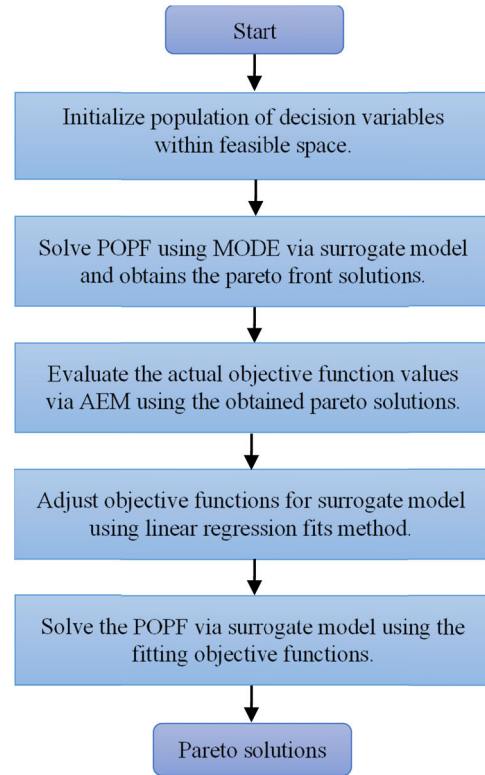 Start
Initialize population of decision variables
within feasible space.
Solve POPF using MODE via surrogate model
and obtains the pareto front solutions.
Evaluate the actual objective function values
via AEM using the obtained pareto solutions.
Adjust objective functions for surrogate model
using linear regression fits method.
Solve the POPF via surrogate model using the
fitting objective functions.
Pareto solutions